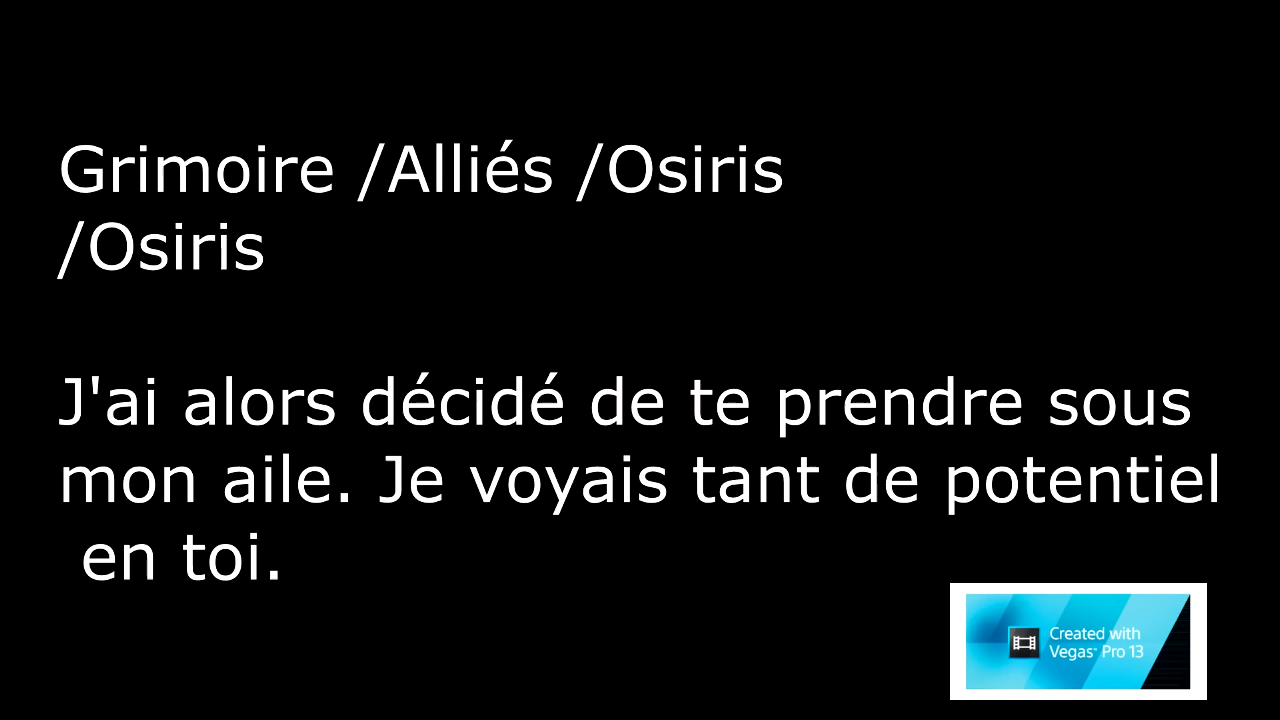 Grimoire /Alliés /Osiris
/Osiris
J'ai alors décidé de te prendre sous
mon aile. Je voyais tant de potentiel
en toi.
Created with
Vegas™ Pro 13